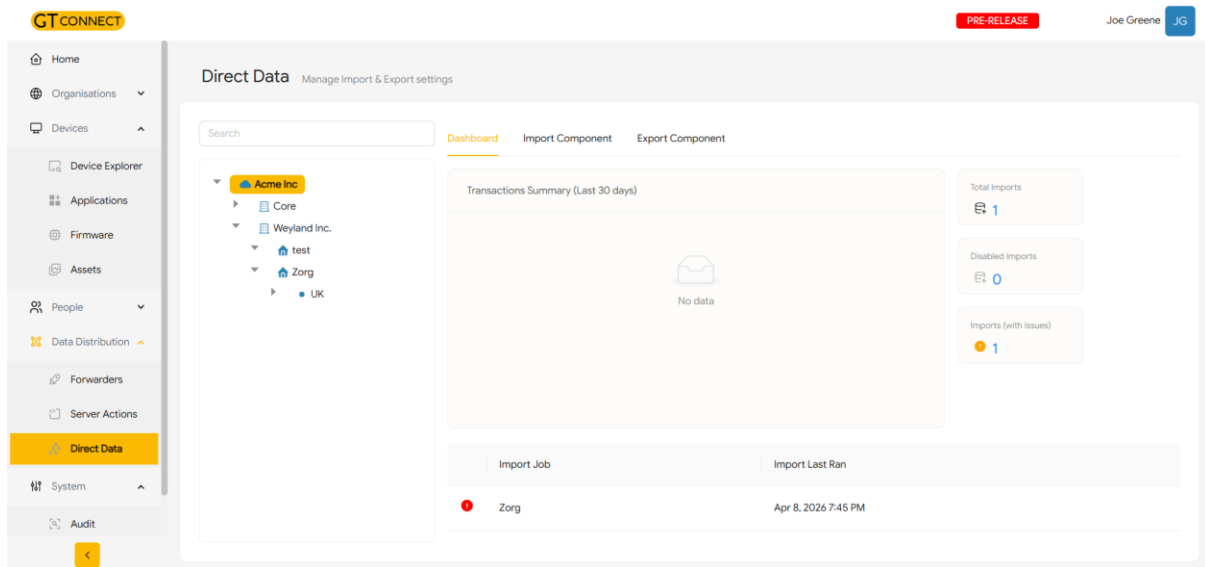 GT CONNECT
PRE-RELEASE
Joe Greene
JG
Home
Organisations
Devices
Device Explorer
Applications
Firmware
Assets
People
Data Distribution
Forwarders
Server Actions
Direct Data
System
Audit
Direct Data Manage Import & Export settings
Search
Acme Inc
Core
Weyland Inc.
test
Zorg
UK
Dashboard Import Component Export Component
Transactions Summary (Last 30 days)
No data
Total Imports
1
Disabled Imports
0
Imports (with Issues)
1
Import Job Import Last Ran
Zorg Apr 8, 2026 7:45 PM